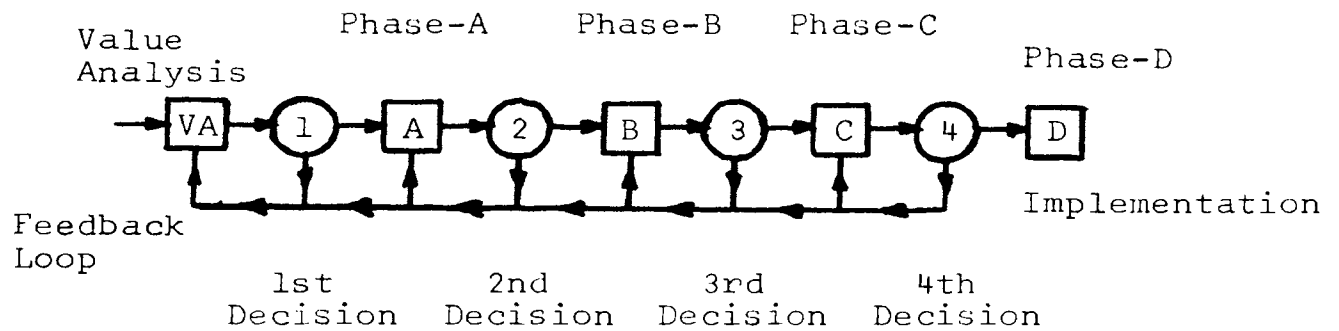 Phase-A
Phase-B
Phase-C
Value
Analysis
Phase-D
VA
1
A
2
B
3
C
4
D
Feedback
Loop
Implementation
1st
Decision
2nd
Decision
3rd
Decision
4th
Decision